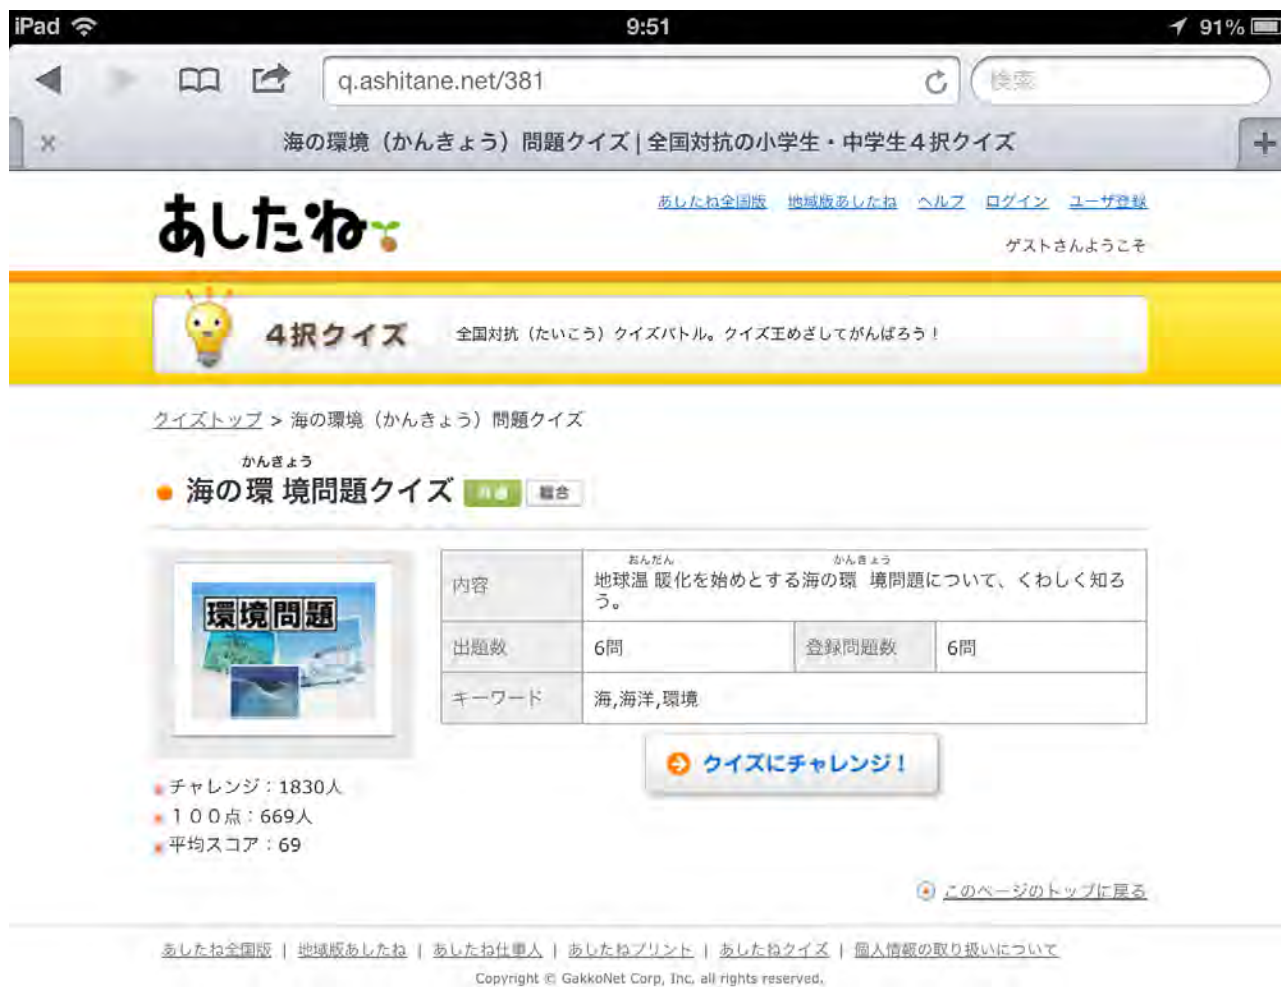 iPad 9:51 91%
q.ashitane.net/381 検索
海の環境（かんきょう）問題クイズ | 全国対抗の小学生・中学生４択クイズ
あしたね
あしたね全国版 地域版あしたね ヘルプ ログイン ユーザ登録
ゲストさんようこそ
4択クイズ 全国対抗（たいこう）クイズバトル。クイズ王めざしてがんばろう！
クイズトップ > 海の環境（かんきょう）問題クイズ
かんきょう
海の環 境問題クイズ 共通 総合
環境問題
おんだん かんきょう
内容 地球温 暖化を始めとする海の環 境問題について、くわしく知ろ
う。
出題数 6問 登録問題数 6問
キーワード 海,海洋,環境
クイズにチャレンジ！
チャレンジ：1830人
１００点：669人
平均スコア：69
このページのトップに戻る
あしたね全国版 | 地域版あしたね | あしたね仕事人 | あしたねプリント | あしたねクイズ | 個人情報の取り扱いについて
Copyright © GakkoNet Corp, Inc. all rights reserved.